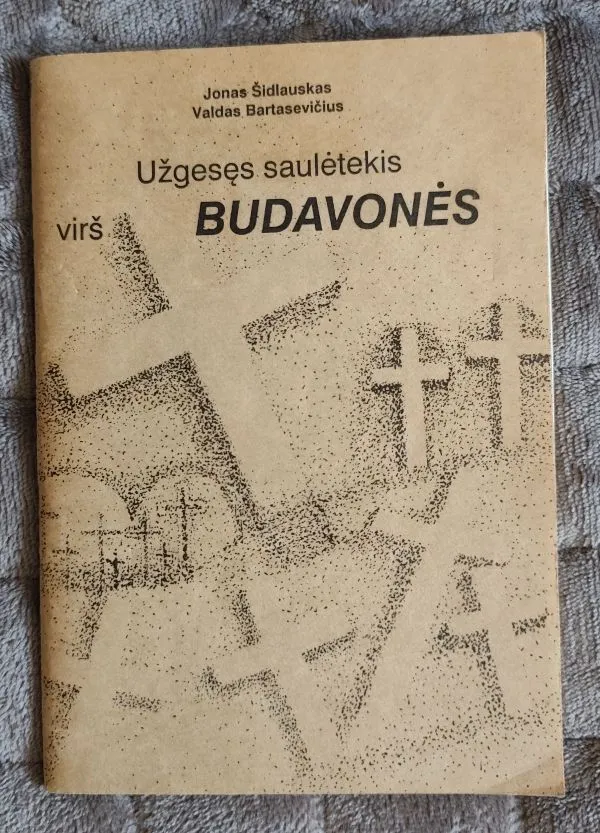 Jonas Šidlauskas
Valdas Bartasevičius
Užgesęs saulėtekis
virš BUDAVONĖS